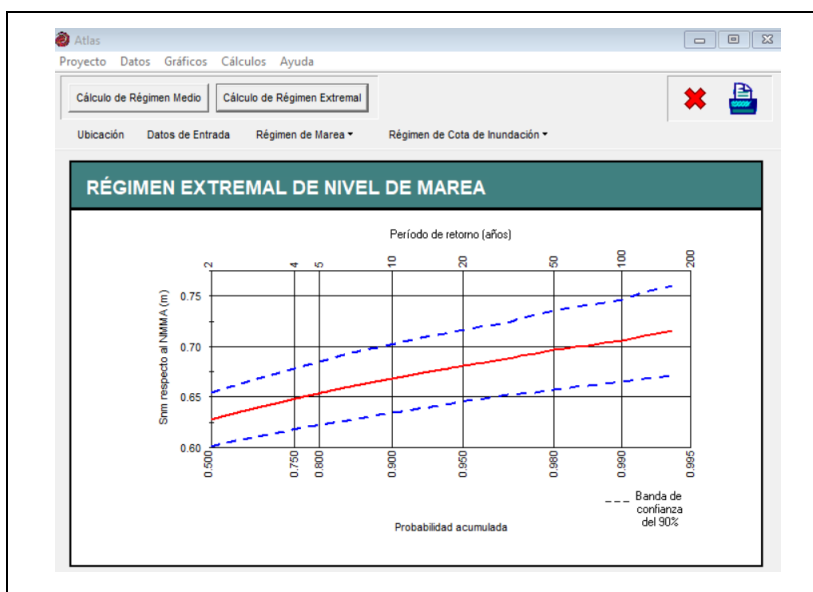 Atlas
Proyecto Datos Gráficos Cálculos Ayuda
Cálculo de Régimen Medio Cálculo de Régimen Extremal
Ubicación Datos de Entrada Régimen de Marea Régimen de Cota de Inundación
RÉGIMEN EXTREMAL DE NIVEL DE MAREA
Período de retorno (años)
2 4 5 10 20 50 100 200
Snm respecto al NMMA (m)
0.75
0.70
0.65
0.60
0.500 0.750 0.800 0.900 0.950 0.980 0.990 0.995
Probabilidad acumulada
Banda de
confianza
del 90%